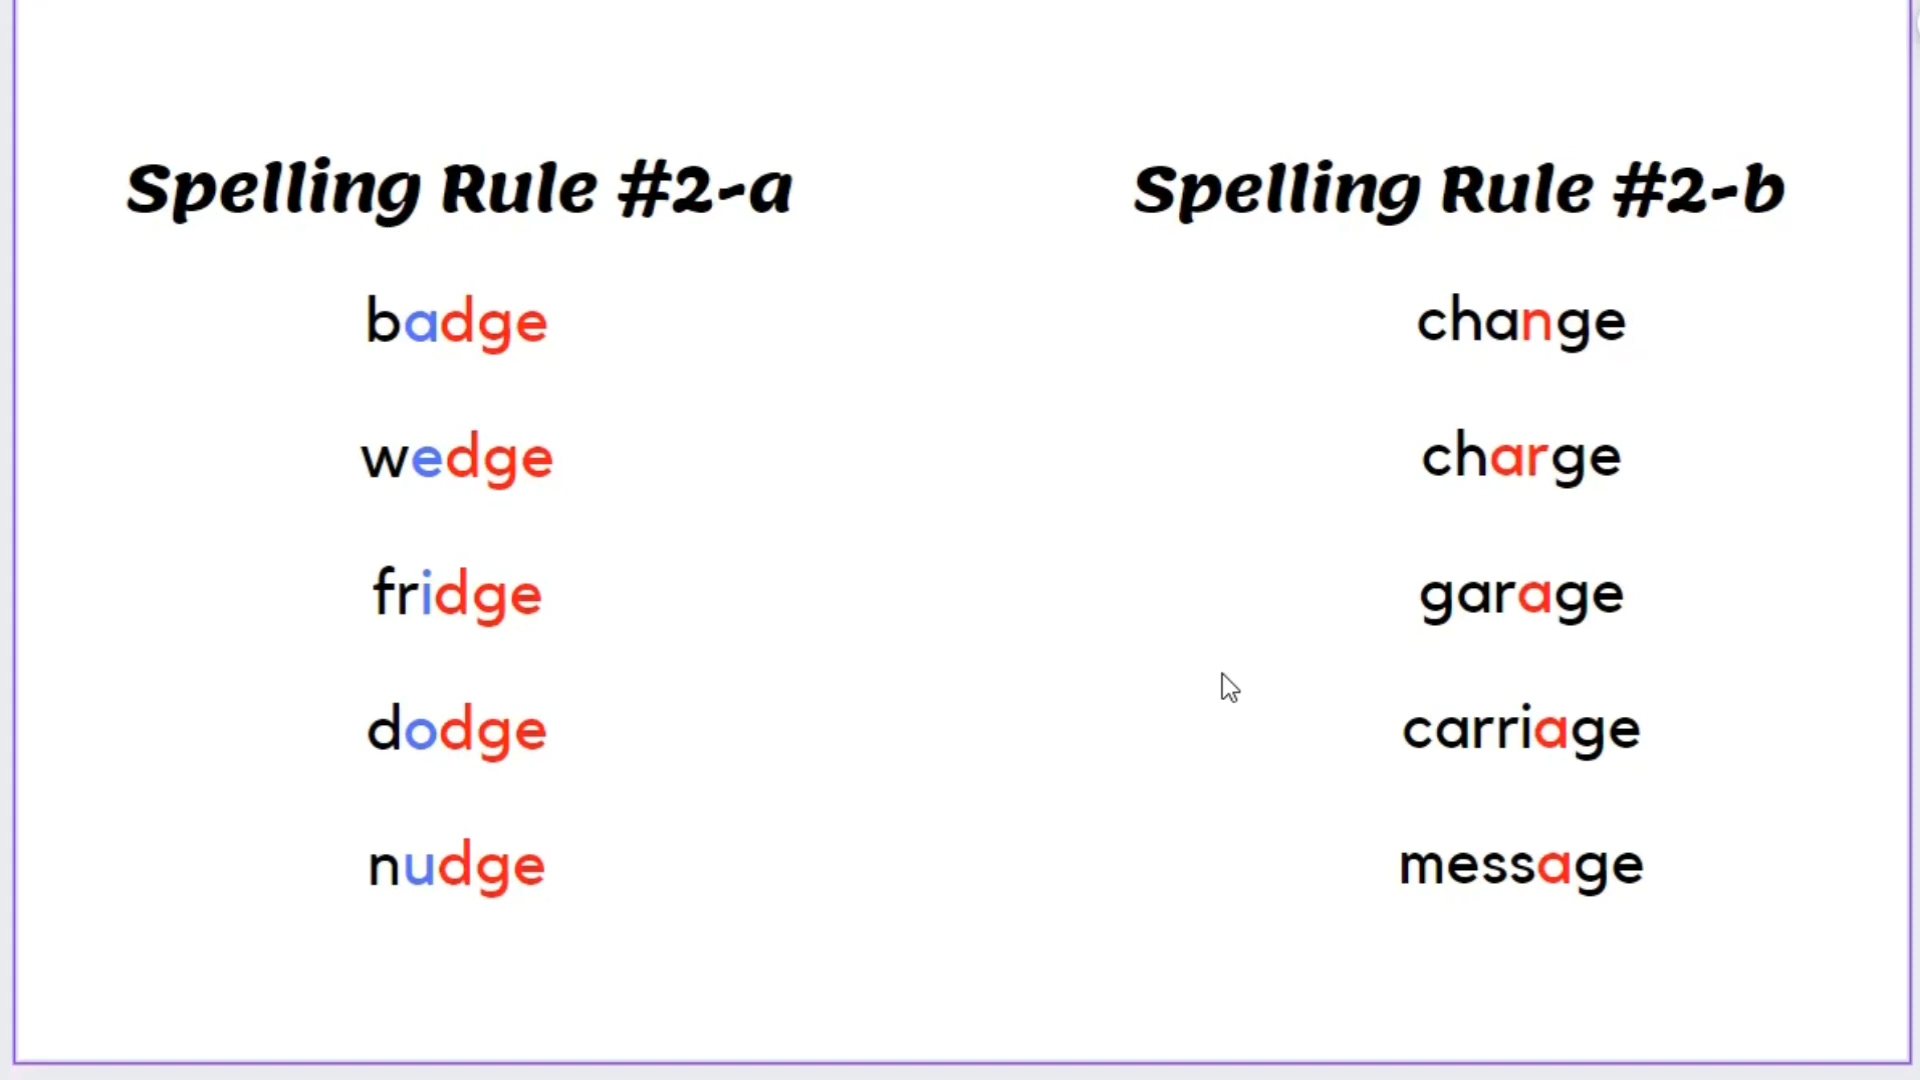 Spelling Rule #2-a
badge
wedge
fridge
dodge
nudge
Spelling Rule #2-b
change
charge
garage
carriage
message